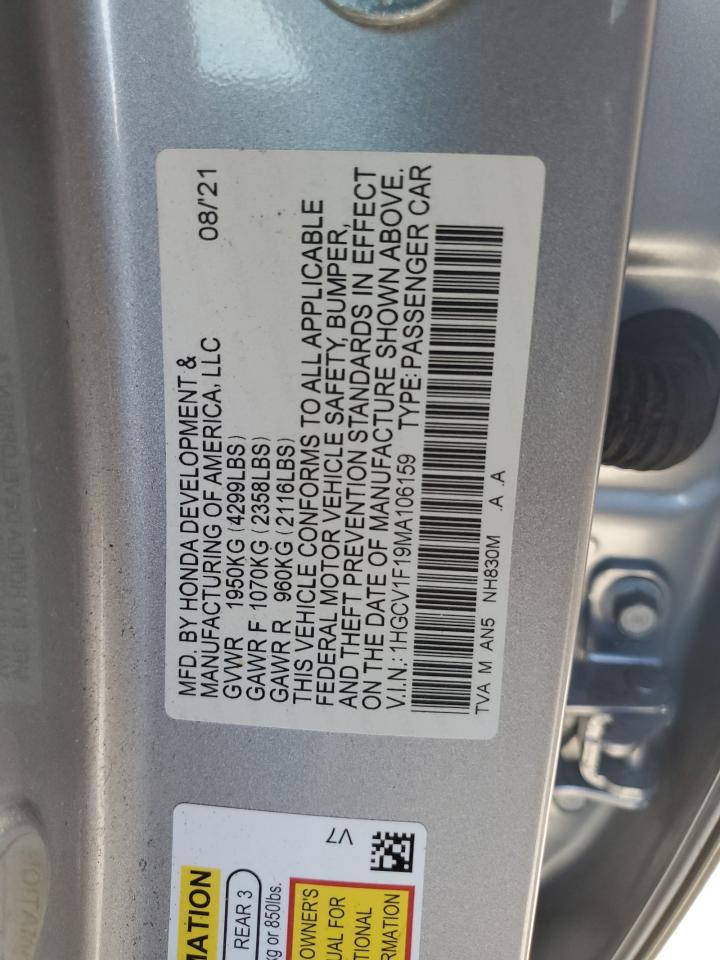 MFD. BY HONDA DEVELOPMENT & 08/'21
MANUFACTURING OF AMERICA, LLC
GVWR 1950KG (4299LBS)
GAWR F 1070KG (2358LBS)
GAWR R 960KG (2116LBS)
THIS VEHICLE CONFORMS TO ALL APPLICABLE
FEDERAL MOTOR VEHICLE SAFETY, BUMPER,
AND THEFT PREVENTION STANDARDS IN EFFECT
ON THE DATE OF MANUFACTURE SHOWN ABOVE.
V.I.N.: 1HGCV1F19MA106159 TYPE: PASSENGER CAR
TVA M AN5 NH830M .A .A
MATION
REAR 3
kg or 850lbs.
OWNER'S
UAL FOR
TIONAL
RMATION
V7